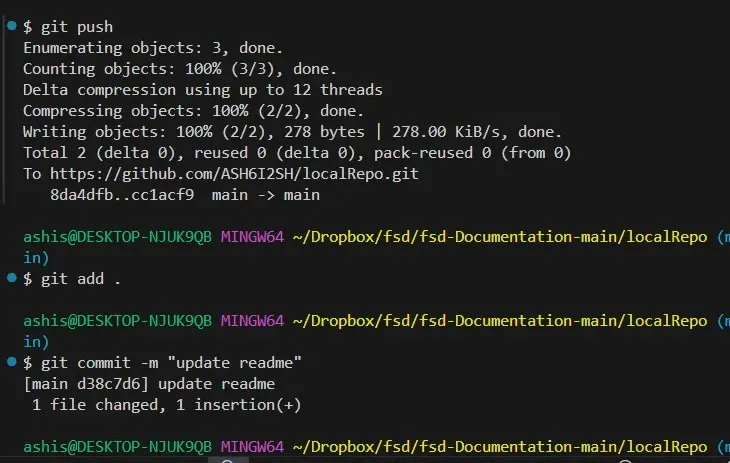 $ git push
Enumerating objects: 3, done.
Counting objects: 100% (3/3), done.
Delta compression using up to 12 threads
Compressing objects: 100% (2/2), done.
Writing objects: 100% (2/2), 278 bytes | 278.00 KiB/s, done.
Total 2 (delta 0), reused 0 (delta 0), pack-reused 0 (from 0)
To https://github.com/ASH6I2SH/localRepo.git
   8da4dfb..cc1acf9  main -> main

ashis@DESKTOP-NJUK9QB MINGW64 ~/Dropbox/fsd/fsd-Documentation-main/localRepo (m
in)
$ git add .

ashis@DESKTOP-NJUK9QB MINGW64 ~/Dropbox/fsd/fsd-Documentation-main/localRepo (m
in)
$ git commit -m "update readme"
[main d38c7d6] update readme
 1 file changed, 1 insertion(+)

ashis@DESKTOP-NJUK9QB MINGW64 ~/Dropbox/fsd/fsd-Documentation-main/localRepo (m